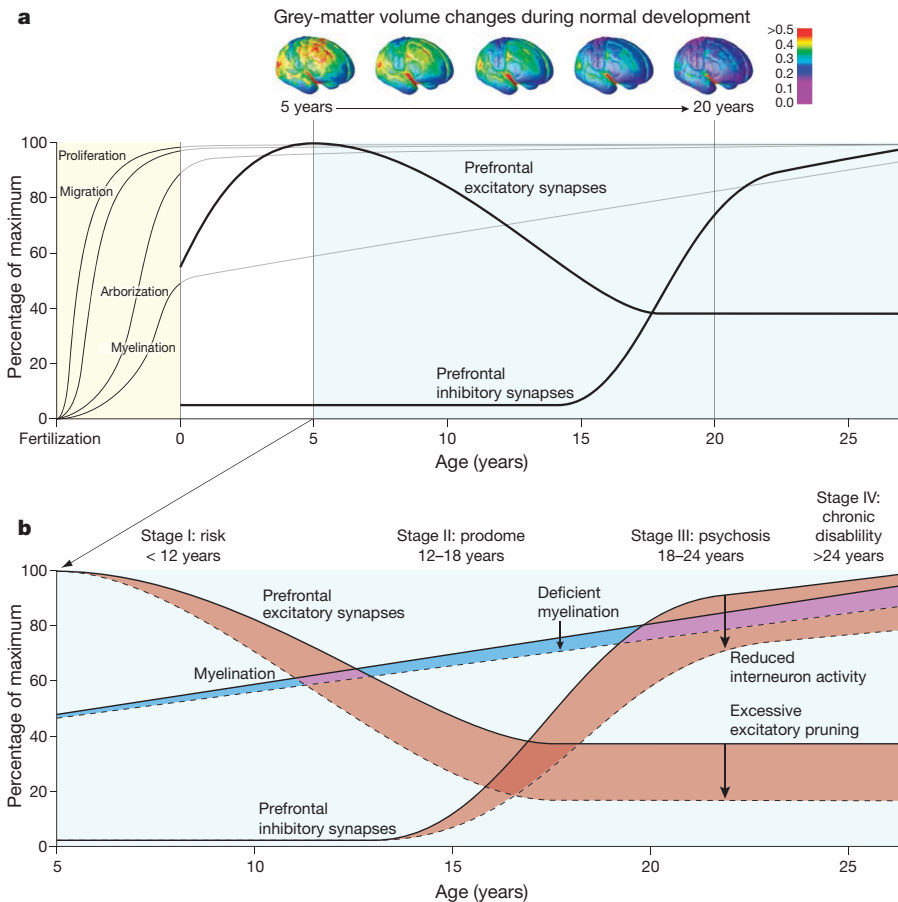 a
Grey-matter volume changes during normal development
>0.5
0.4
0.3
0.2
0.1
0.0
5 years
20 years
Percentage of maximum
100
80
60
40
20
0
Proliferation
Migration
Arborization
Myelination
Prefrontal
excitatory synapses
Prefrontal
inhibitory synapses
Fertilization
0
5
10
15
20
25
Age (years)
b
Stage I: risk
< 12 years
Stage II: prodome
12–18 years
Stage III: psychosis
18–24 years
Stage IV:
chronic
disablility
>24 years
Percentage of maximum
100
80
60
40
20
0
Prefrontal
excitatory synapses
Deficient
myelination
Myelination
Reduced
interneuron activity
Excessive
excitatory pruning
Prefrontal
inhibitory synapses
5
10
15
20
25
Age (years)